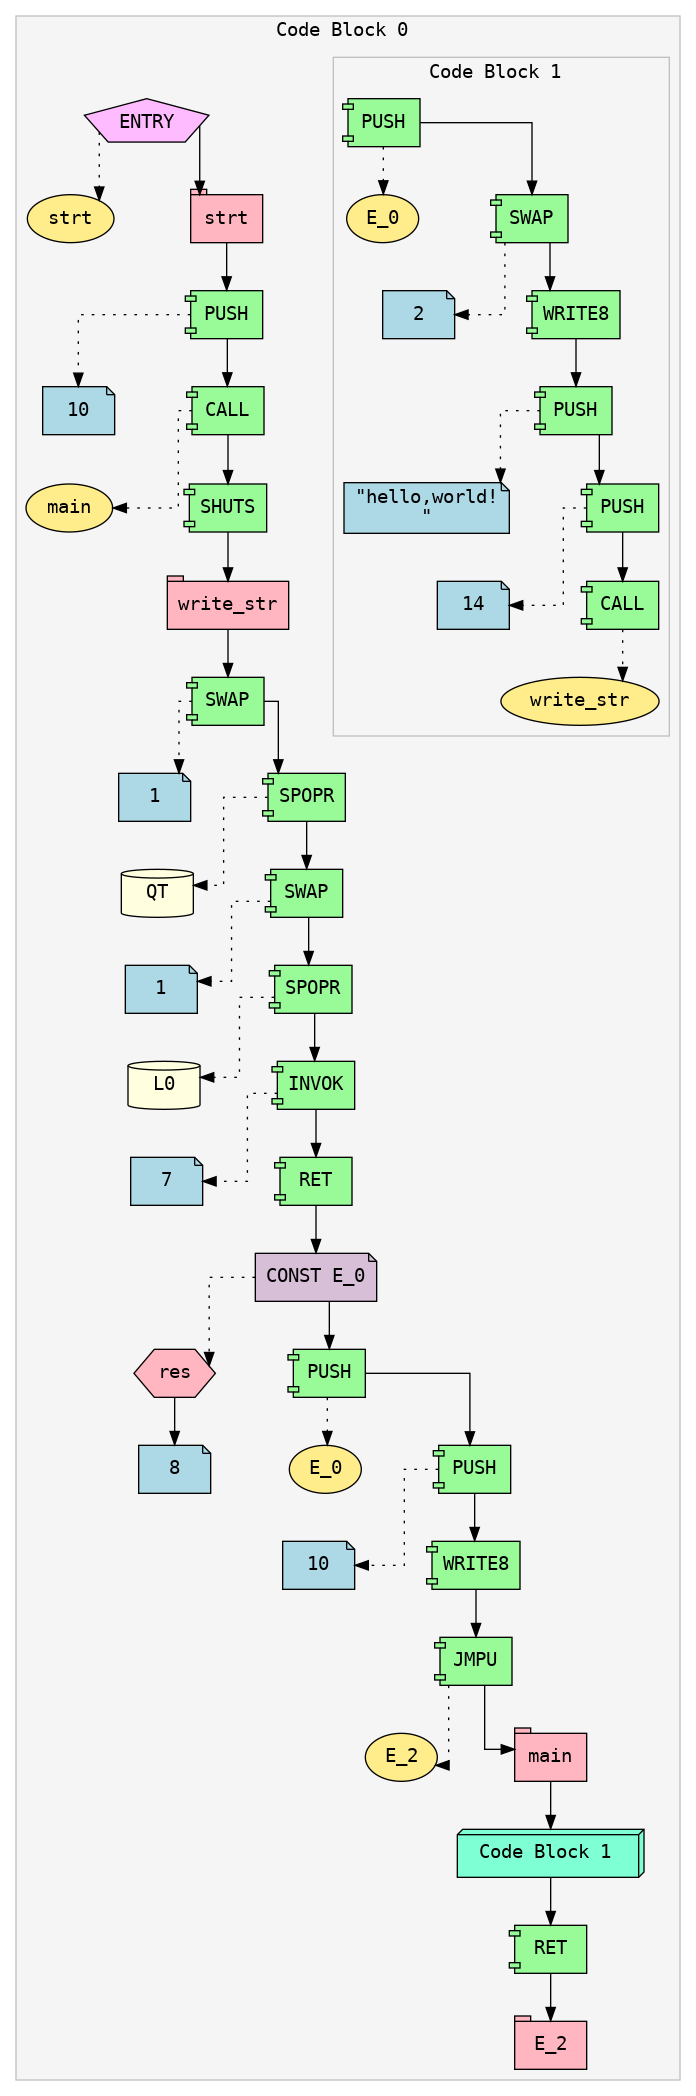 Code Block 0
Code Block 1
ENTRY
PUSH
strt
strt
E_0
SWAP
PUSH
2
WRITE8
10
CALL
PUSH
main
SHUTS
"hello,world!
"
PUSH
write_str
14
CALL
SWAP
write_str
1
SPOPR
QT
SWAP
1
SPOPR
L0
INVOK
7
RET
CONST E_0
res
PUSH
8
E_0
PUSH
10
WRITE8
JMPU
E_2
main
Code Block 1
RET
E_2